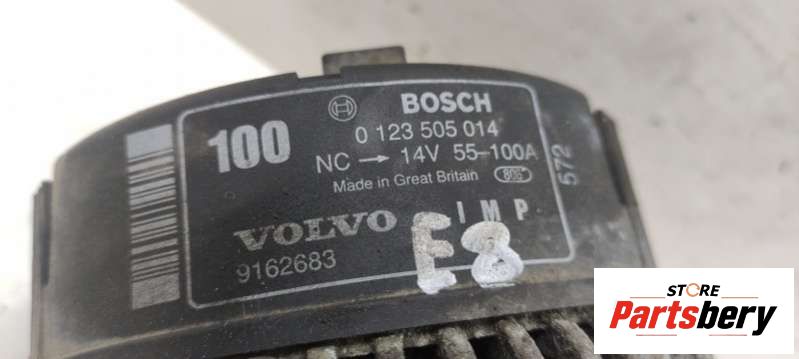 BOSCH
100
0 123 505 014
NC → 14V 55-100A
Made in Great Britain
572
VOLVO
IMP
E8
9162683
STORE
Partsbery